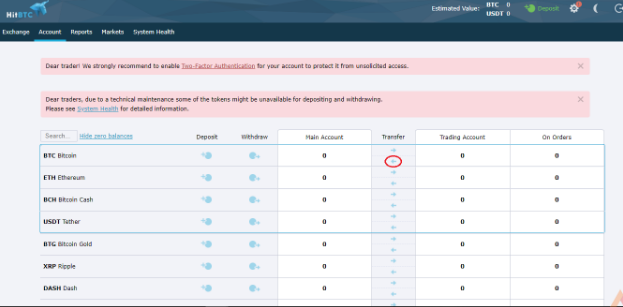 HitBTC
Estimated Value: BTC 0
USDT 0
Deposit
Exchange Account Reports Markets System Health
Dear trader! We strongly recommend to enable Two-Factor Authentication for your account to protect it from unsolicited access.
Dear traders, due to a technical maintenance some of the tokens might be unavailable for depositing and withdrawing.
Please see System Health for detailed information.
Search... Hide zero balances Deposit Withdraw Main Account Transfer Trading Account On Orders
BTC Bitcoin 0 0 0
ETH Ethereum 0 0 0
BCH Bitcoin Cash 0 0 0
USDT Tether 0 0 0
BTG Bitcoin Gold 0 0 0
XRP Ripple 0 0 0
DASH Dash 0 0 0